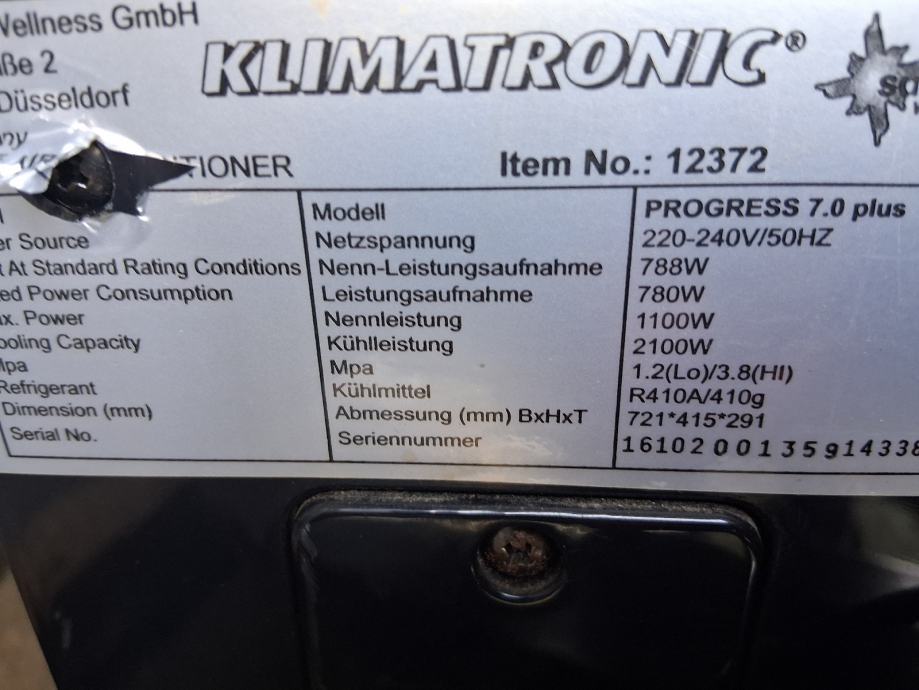 Wellness GmbH
ße 2
Düsseldorf
KLIMATRONIC®
TIONER
Item No.: 12372
Modell PROGRESS 7.0 plus
er Source Netzspannung 220-240V/50HZ
t At Standard Rating Conditions Nenn-Leistungsaufnahme 788W
ed Power Consumption Leistungsaufnahme 780W
x. Power Nennleistung 1100W
ooling Capacity Kühlleistung 2100W
Mpa Mpa 1.2(Lo)/3.8(HI)
Refrigerant Kühlmittel R410A/410g
Dimension (mm) Abmessung (mm) BxHxT 721*415*291
Serial No. Seriennummer 1610200135914338